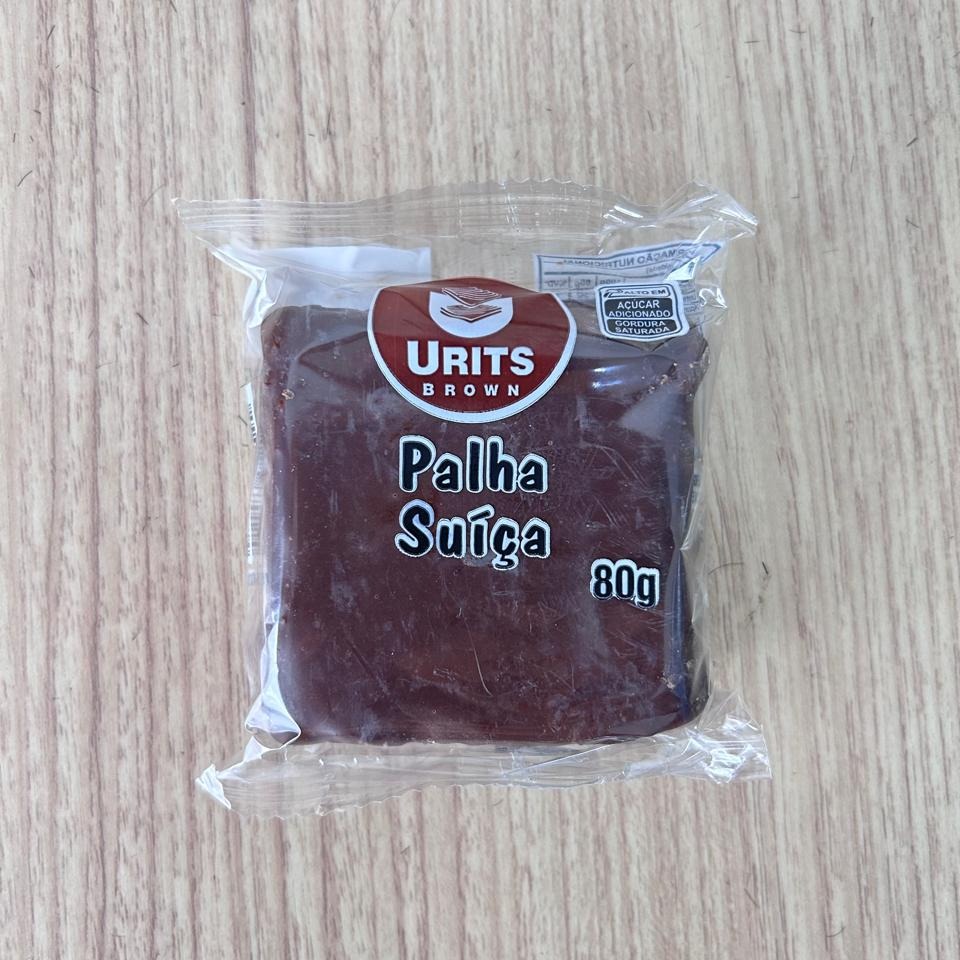 URITS
BROWN
ALTO EM
AÇÚCAR
ADICIONADO
GORDURA
SATURADA
Palha
Suíça
80g